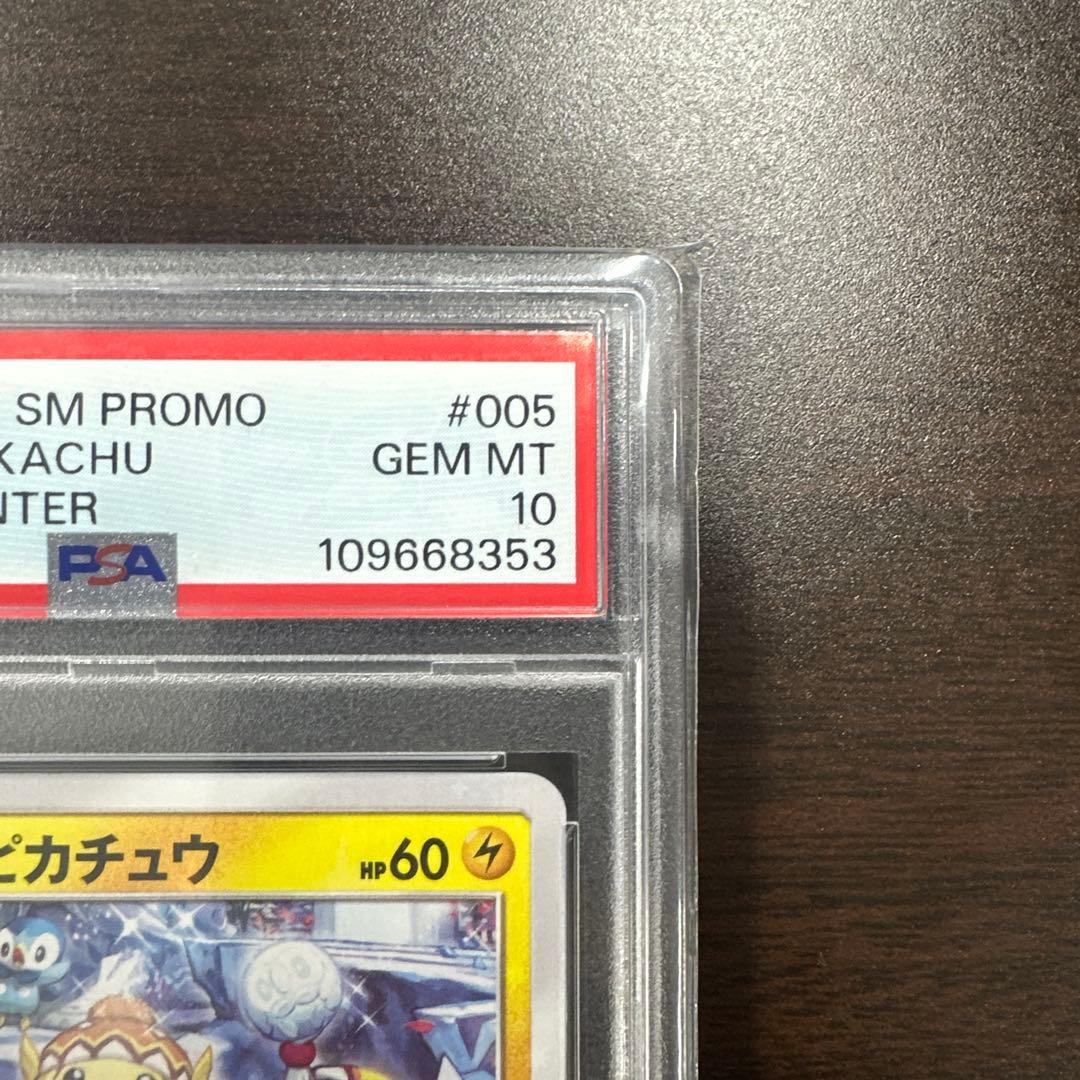 SM PROMO #005
KACHU GEM MT
NTER 10
PSA 109668353
ピカチュウ HP60